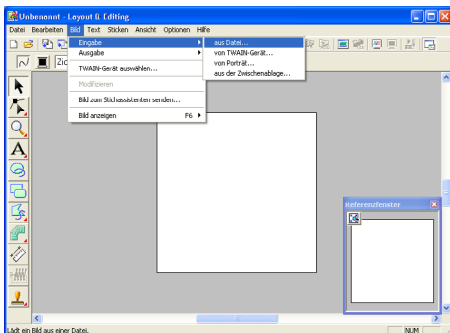 Unbenannt - Layout & Editing
Datei Bearbeiten Bild Text Sticken Ansicht Optionen Hilfe
Eingabe
Ausgabe
TWAIN-Gerät auswählen...
Modifizieren
Bild zum Stichassistenten senden...
Bild anzeigen F6
aus Datei...
von TWAIN-Gerät...
von Porträt...
aus der Zwischenablage...
Referenzfenster
Lädt ein Bild aus einer Datei.
NUM